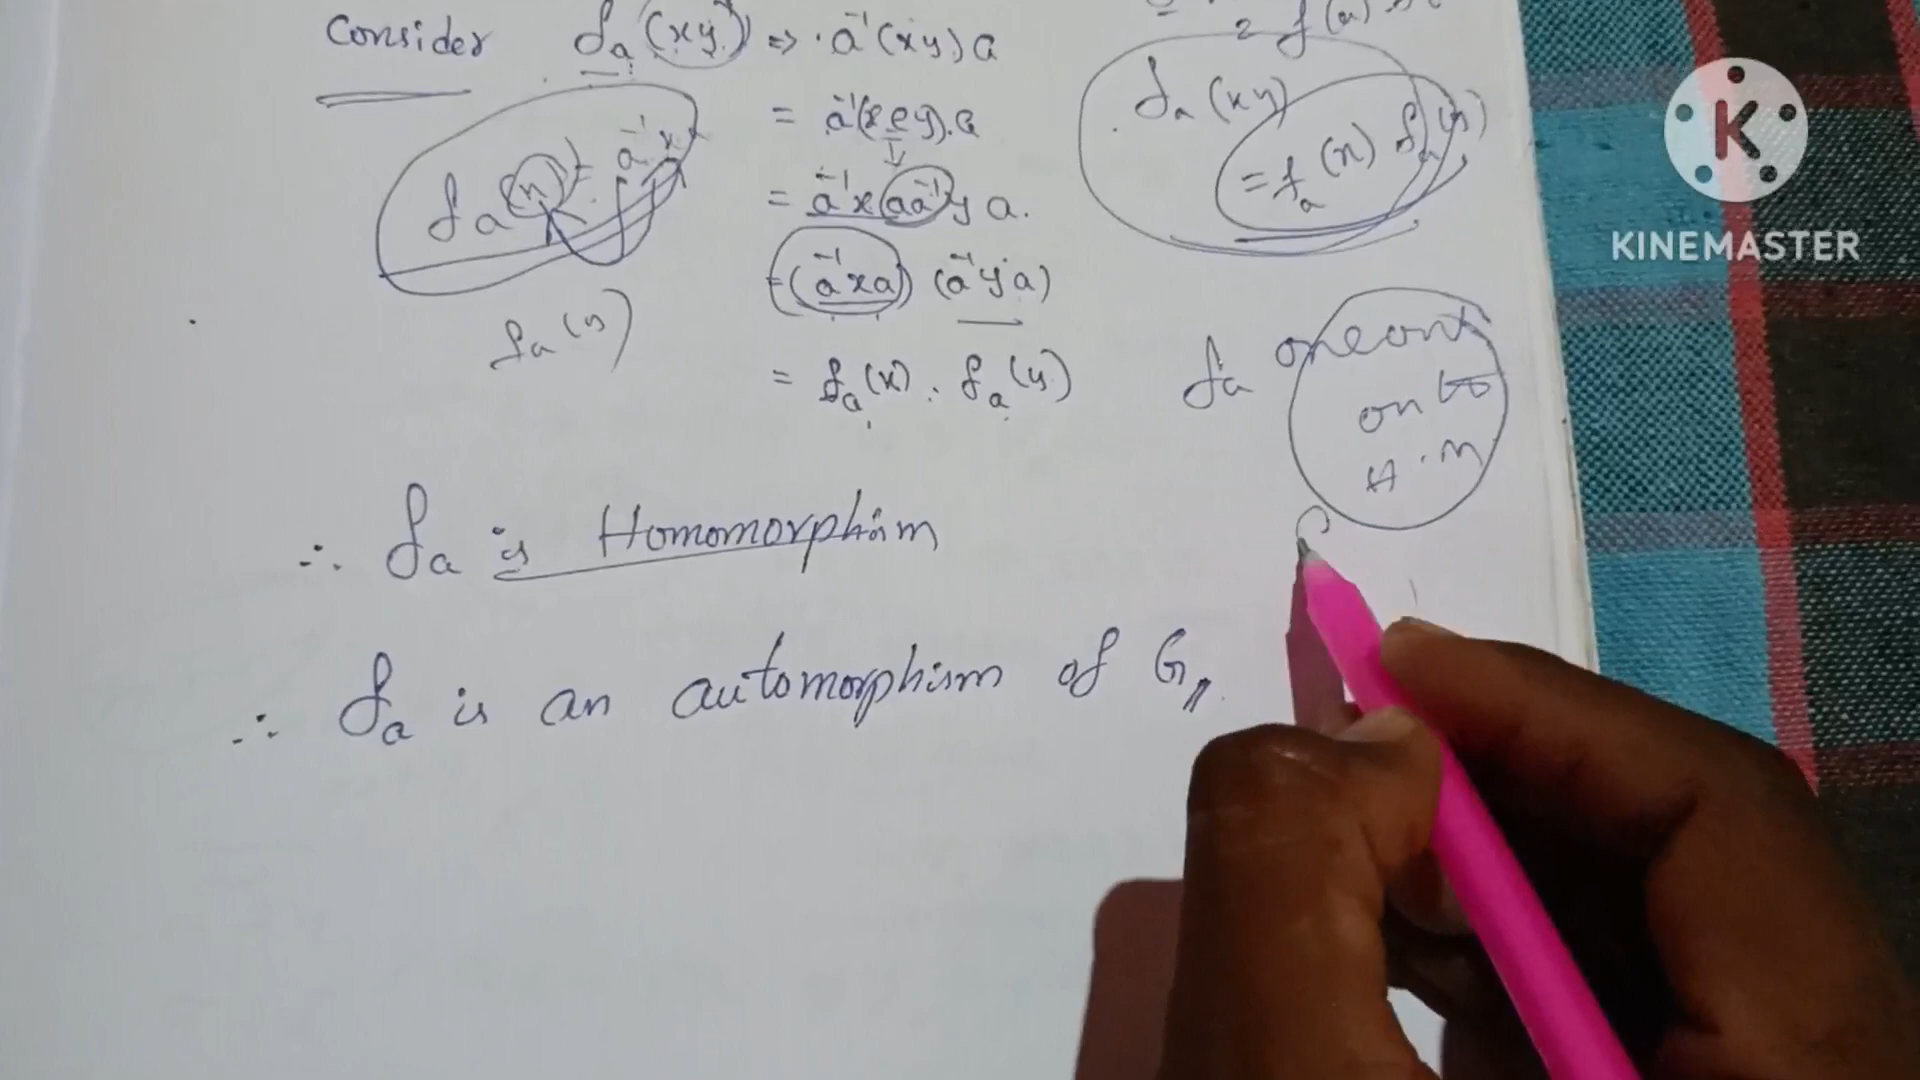 Consider fₐ(xy) ⇒ a⁻¹(xy)a
= a⁻¹(xey).a
= a⁻¹x(aa⁻¹)y a.
= (a⁻¹xa) (a⁻¹ya)
= fₐ(x) . fₐ(y)
fₐ(x) = a⁻¹x
fₐ(y)
fₐ(xy)
= fₐ(x) fₐ(y)
fₐ one
onto
H.M
∴ fₐ is Homomorphism
∴ fₐ is an automorphism of G
K
KINEMASTER